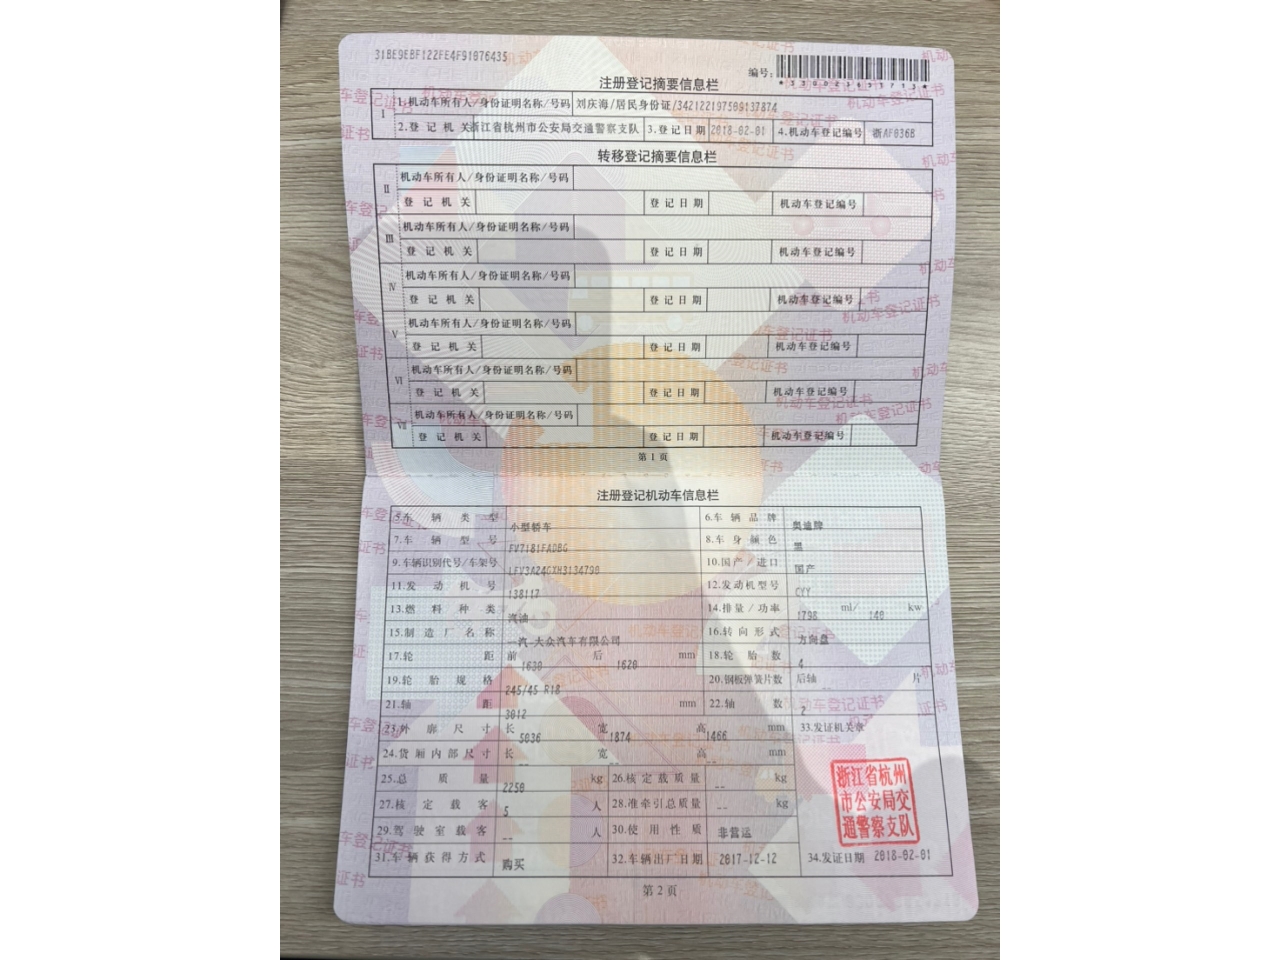 31BE9EBF122FE4F91876435
编号:
注册登记摘要信息栏
I 1.机动车所有人/身份证明名称/号码 刘庆海/居民身份证/342122197509137874
2.登记机关 浙江省杭州市公安局交通警察支队 3.登记日期 2018-02-01 4.机动车登记编号 浙AF036B
转移登记摘要信息栏
II 机动车所有人/身份证明名称/号码
登记机关 登记日期 机动车登记编号
III 机动车所有人/身份证明名称/号码
登记机关 登记日期 机动车登记编号
IV 机动车所有人/身份证明名称/号码
登记机关 登记日期 机动车登记编号
V 机动车所有人/身份证明名称/号码
登记机关 登记日期 机动车登记编号
VI 机动车所有人/身份证明名称/号码
登记机关 登记日期 机动车登记编号
VII 机动车所有人/身份证明名称/号码
登记机关 登记日期 机动车登记编号
第1页
注册登记机动车信息栏
5.车辆类型 小型轿车 6.车辆品牌 奥迪牌
7.车辆型号 FV7181FADBG 8.车身颜色 黑
9.车辆识别代号/车架号 LFV3A24GXH3134798 10.国产/进口 国产
11.发动机号 138117 12.发动机型号 CYY
13.燃料种类 汽油 14.排量/功率 1798 ml/ 140 kw
15.制造厂名称 一汽-大众汽车有限公司 16.转向形式 方向盘
17.轮距 前 1630 后 1620 mm 18.轮胎数 4
19.轮胎规格 245/45 R18 20.钢板弹簧片数 后轴 -- 片
21.轴距 3012 mm 22.轴数 2
23.外廓尺寸 长 5036 宽 1874 高 1466 mm 33.发证机关章
24.货厢内部尺寸 长 -- 宽 -- 高 -- mm
25.总质量 2250 kg 26.核定载质量 -- kg
27.核定载客 5 人 28.准牵引总质量 -- kg
29.驾驶室载客 -- 人 30.使用性质 非营运
31.车辆获得方式 购买 32.车辆出厂日期 2017-12-12 34.发证日期 2018-02-01
浙江省杭州
市公安局交
通警察支队
第2页